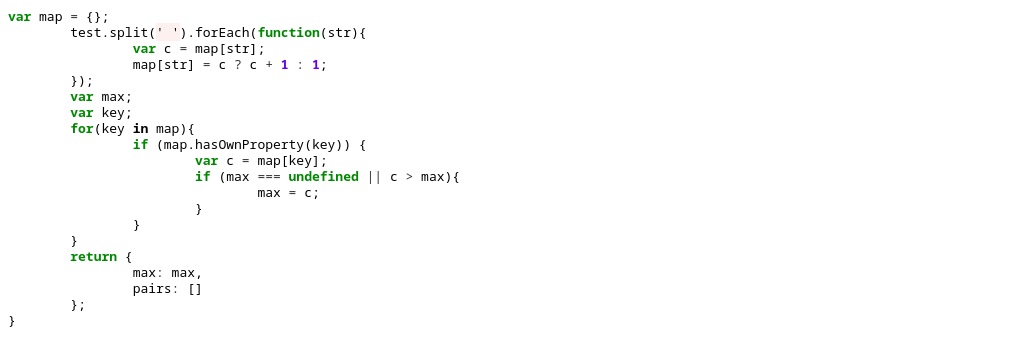 var map = {};
test.split(' ').forEach(function(str){
var c = map[str];
map[str] = c ? c + 1 : 1;
});
var max;
var key;
for(key in map){
if (map.hasOwnProperty(key)) {
var c = map[key];
if (max === undefined || c > max){
max = c;
}
}
}
return {
max: max,
pairs: []
};
}